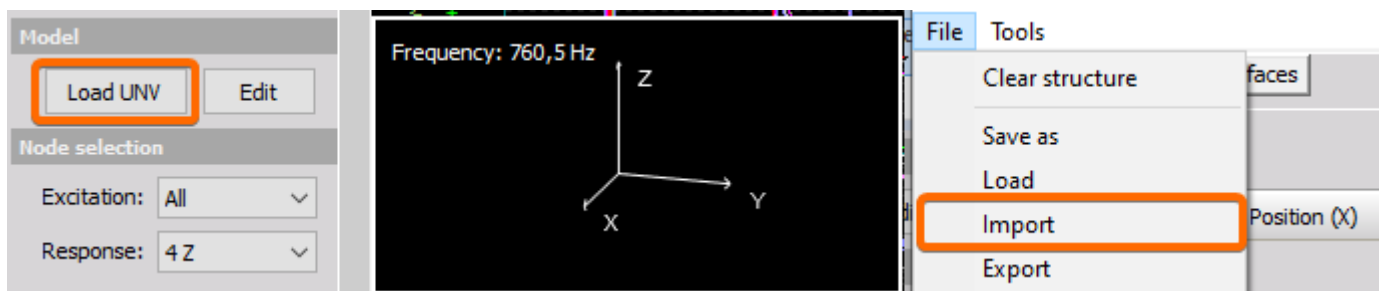 Model
Load UNV
Edit
Node selection
Excitation: All
Response: 4 Z
Frequency: 760,5 Hz
Z
Y
X
File Tools
Clear structure
faces
Save as
Load
Import
Position (X)
Export